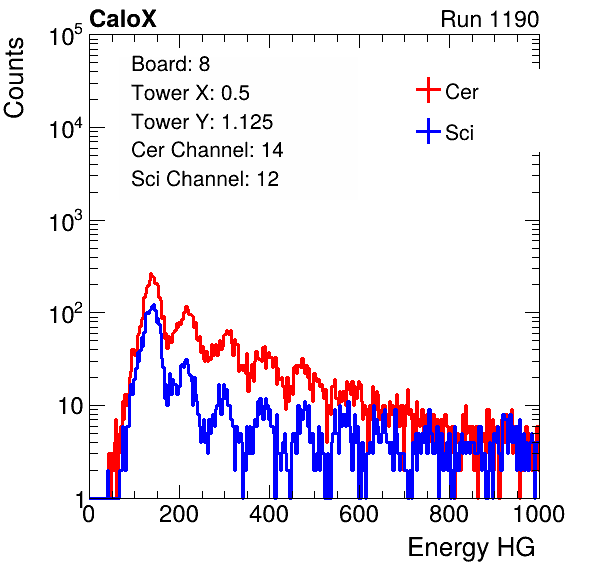 CaloX Run 1190
Counts
10^5
10^4
10^3
10^2
10
1
Board: 8
Tower X: 0.5
Tower Y: 1.125
Cer Channel: 14
Sci Channel: 12
Cer
Sci
0 200 400 600 800 1000
Energy HG